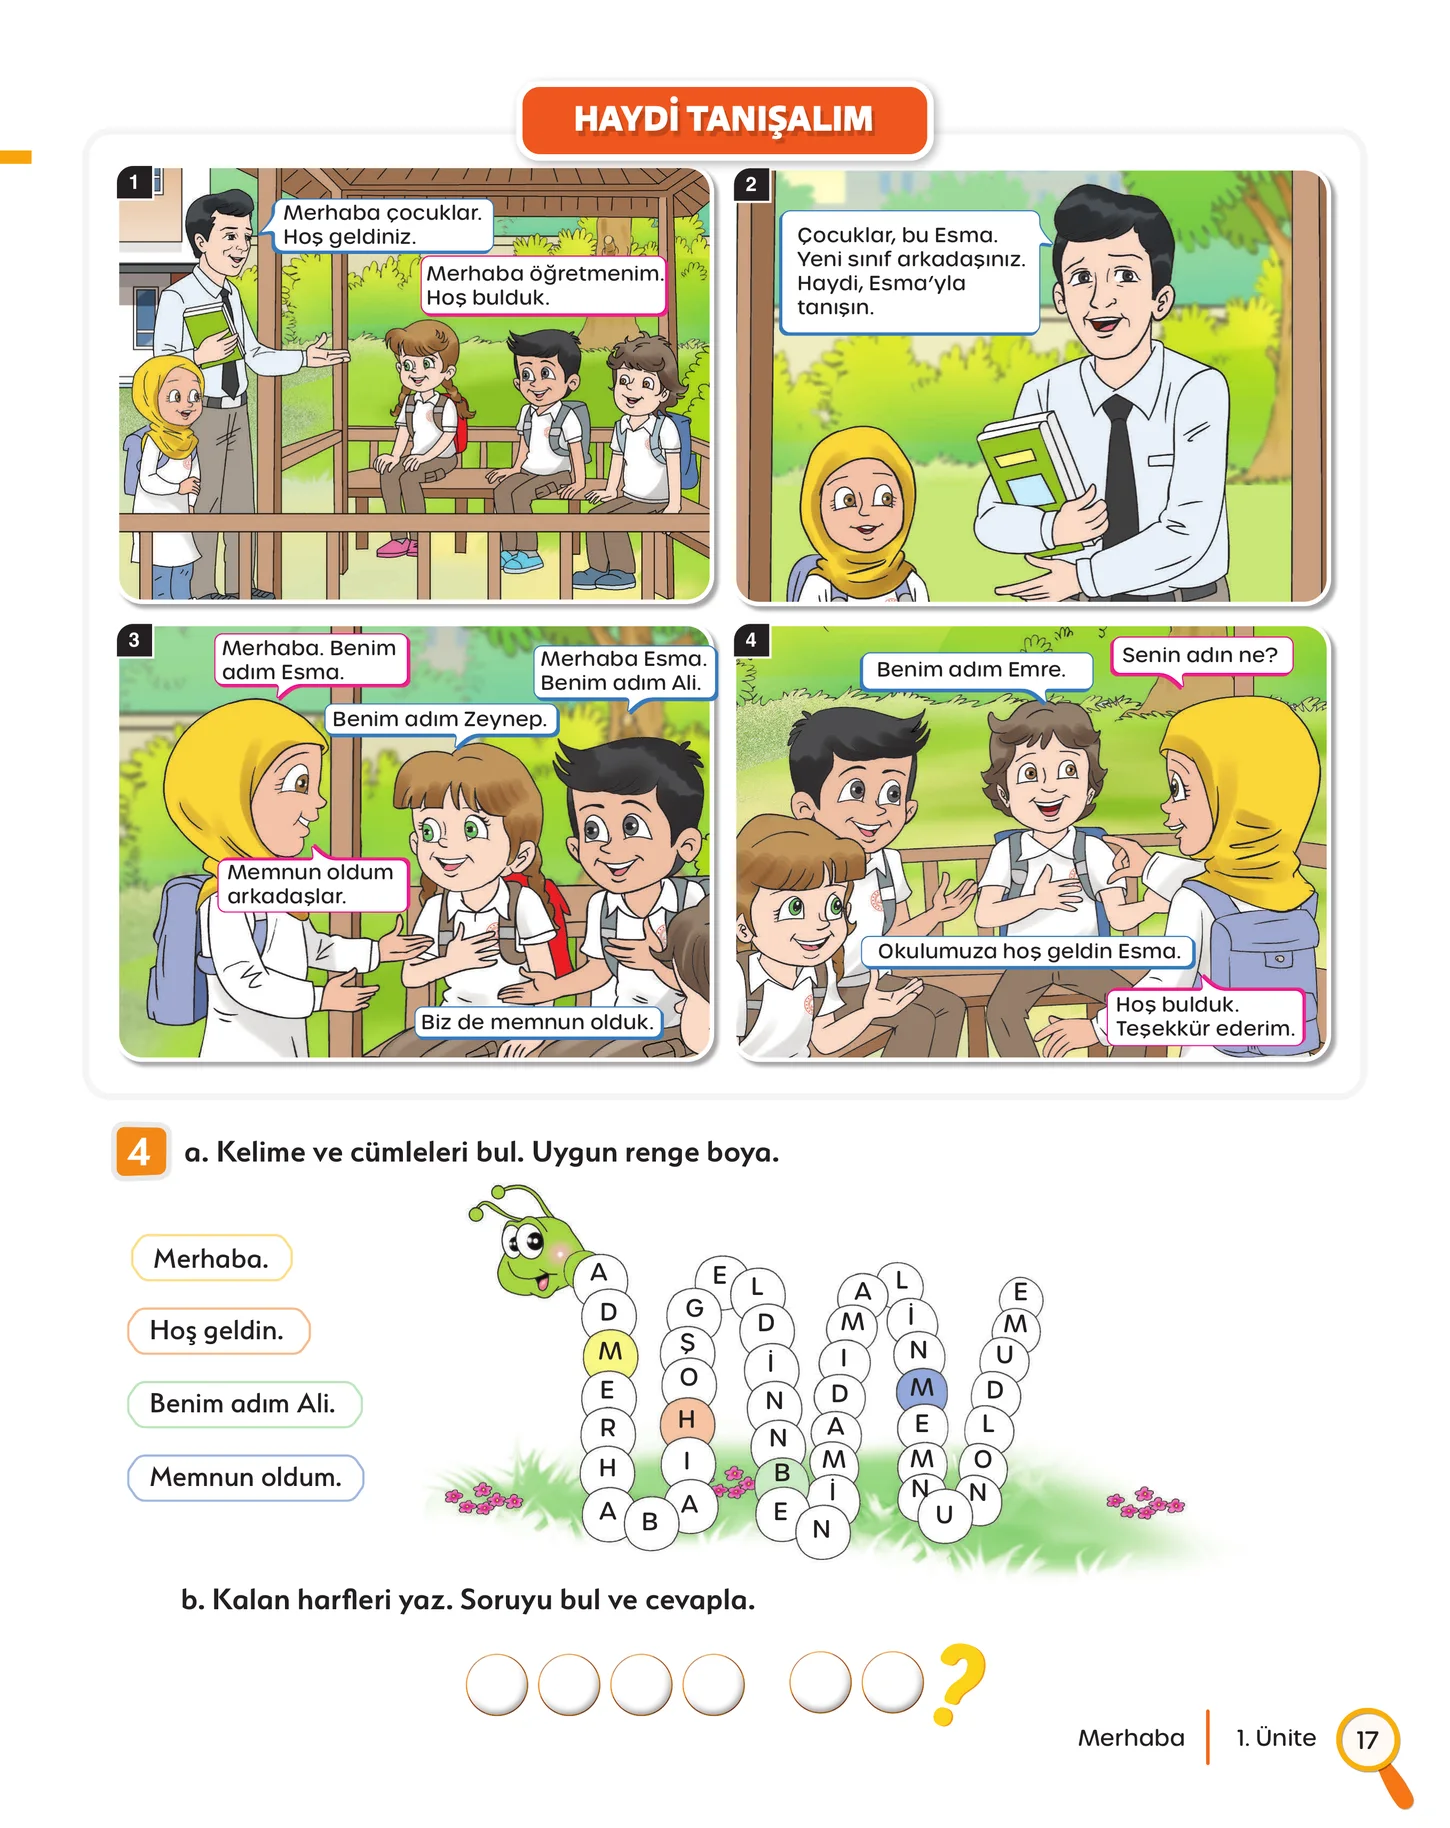 HAYDİ TANIŞALIM
1
Merhaba çocuklar.
Hoş geldiniz.
Merhaba öğretmenim.
Hoş bulduk.
2
Çocuklar, bu Esma.
Yeni sınıf arkadaşınız.
Haydi, Esma'yla
tanışın.
3
Merhaba. Benim
adım Esma.
Benim adım Zeynep.
Merhaba Esma.
Benim adım Ali.
Memnun oldum
arkadaşlar.
Biz de memnun olduk.
4
Benim adım Emre.
Senin adın ne?
Okulumuza hoş geldin Esma.
Hoş bulduk.
Teşekkür ederim.
4 a. Kelime ve cümleleri bul. Uygun renge boya.
Merhaba.
Hoş geldin.
Benim adım Ali.
Memnun oldum.
A D M E R H A B A I H O Ş G E L D İ N N B E N İ M A D I M A L İ N M E M N U N O L D U M E
b. Kalan harfleri yaz. Soruyu bul ve cevapla.
?
Merhaba
1. Ünite
17